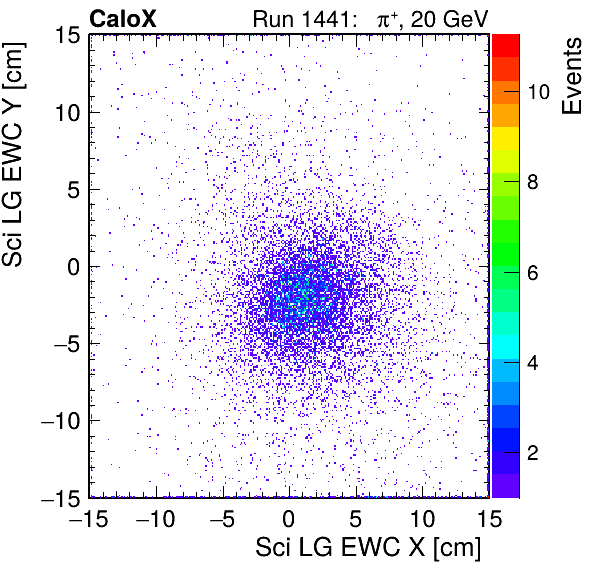 CaloX Run 1441: π⁺, 20 GeV
Sci LG EWC Y [cm]
15
10
5
0
−5
−10
−15
−15 −10 −5 0 5 10 15
Sci LG EWC X [cm]
Events
10
8
6
4
2